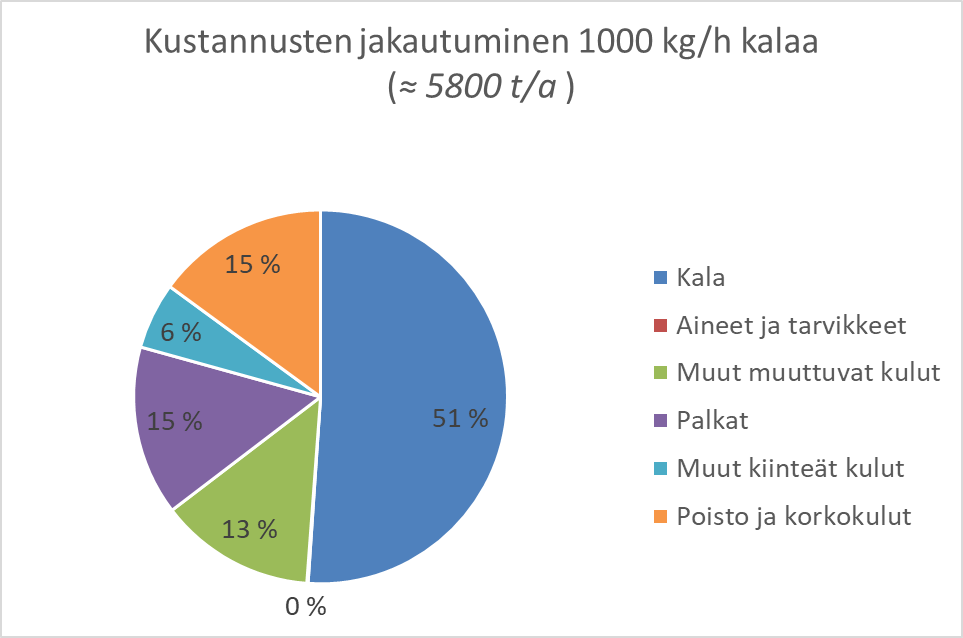 Kustannusten jakautuminen 1000 kg/h kalaa
(≈ 5800 t/a )
15 %
6 %
15 %
13 %
0 %
51 %
Kala
Aineet ja tarvikkeet
Muut muuttuvat kulut
Palkat
Muut kiinteät kulut
Poisto ja korkokulut